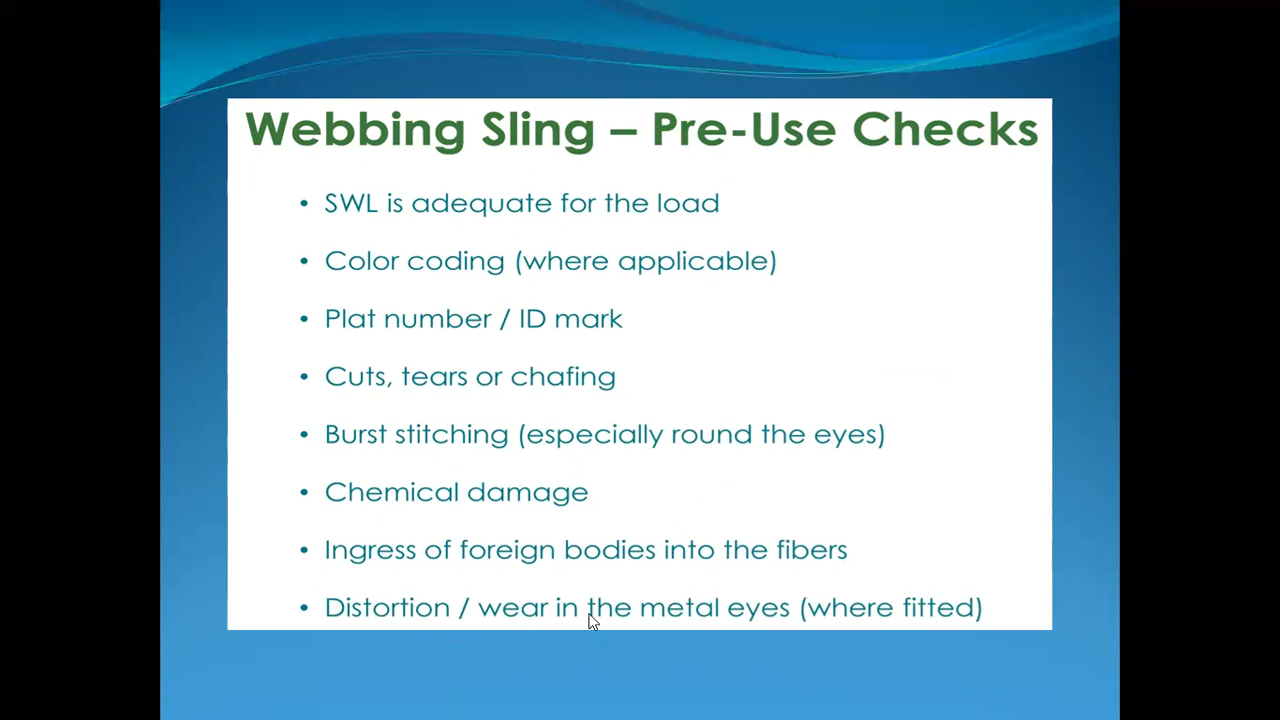 Webbing Sling – Pre-Use Checks
• SWL is adequate for the load
• Color coding (where applicable)
• Plat number / ID mark
• Cuts, tears or chafing
• Burst stitching (especially round the eyes)
• Chemical damage
• Ingress of foreign bodies into the fibers
• Distortion / wear in the metal eyes (where fitted)